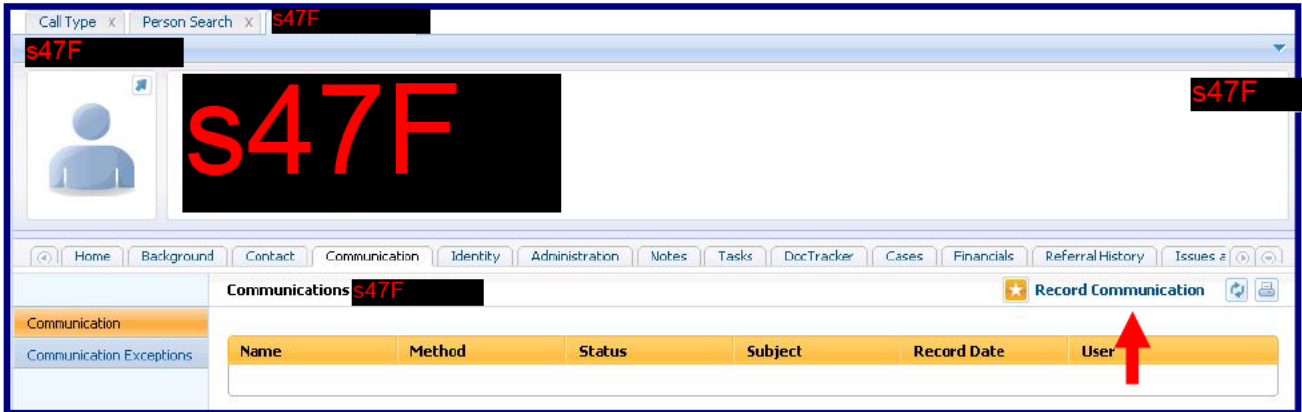 Call Type X Person Search X s47F
s47F
s47F
s47F
Home Background Contact Communication Identity Administration Notes Tasks DocTracker Cases Financials Referral History Issues a
Communications s47F Record Communication
Communication
Communication Exceptions
Name Method Status Subject Record Date User